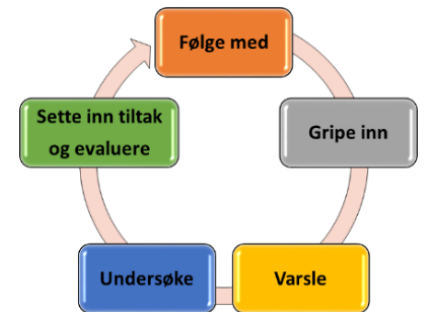 Følge med
Gripe inn
Varsle
Undersøke
Sette inn tiltak
og evaluere